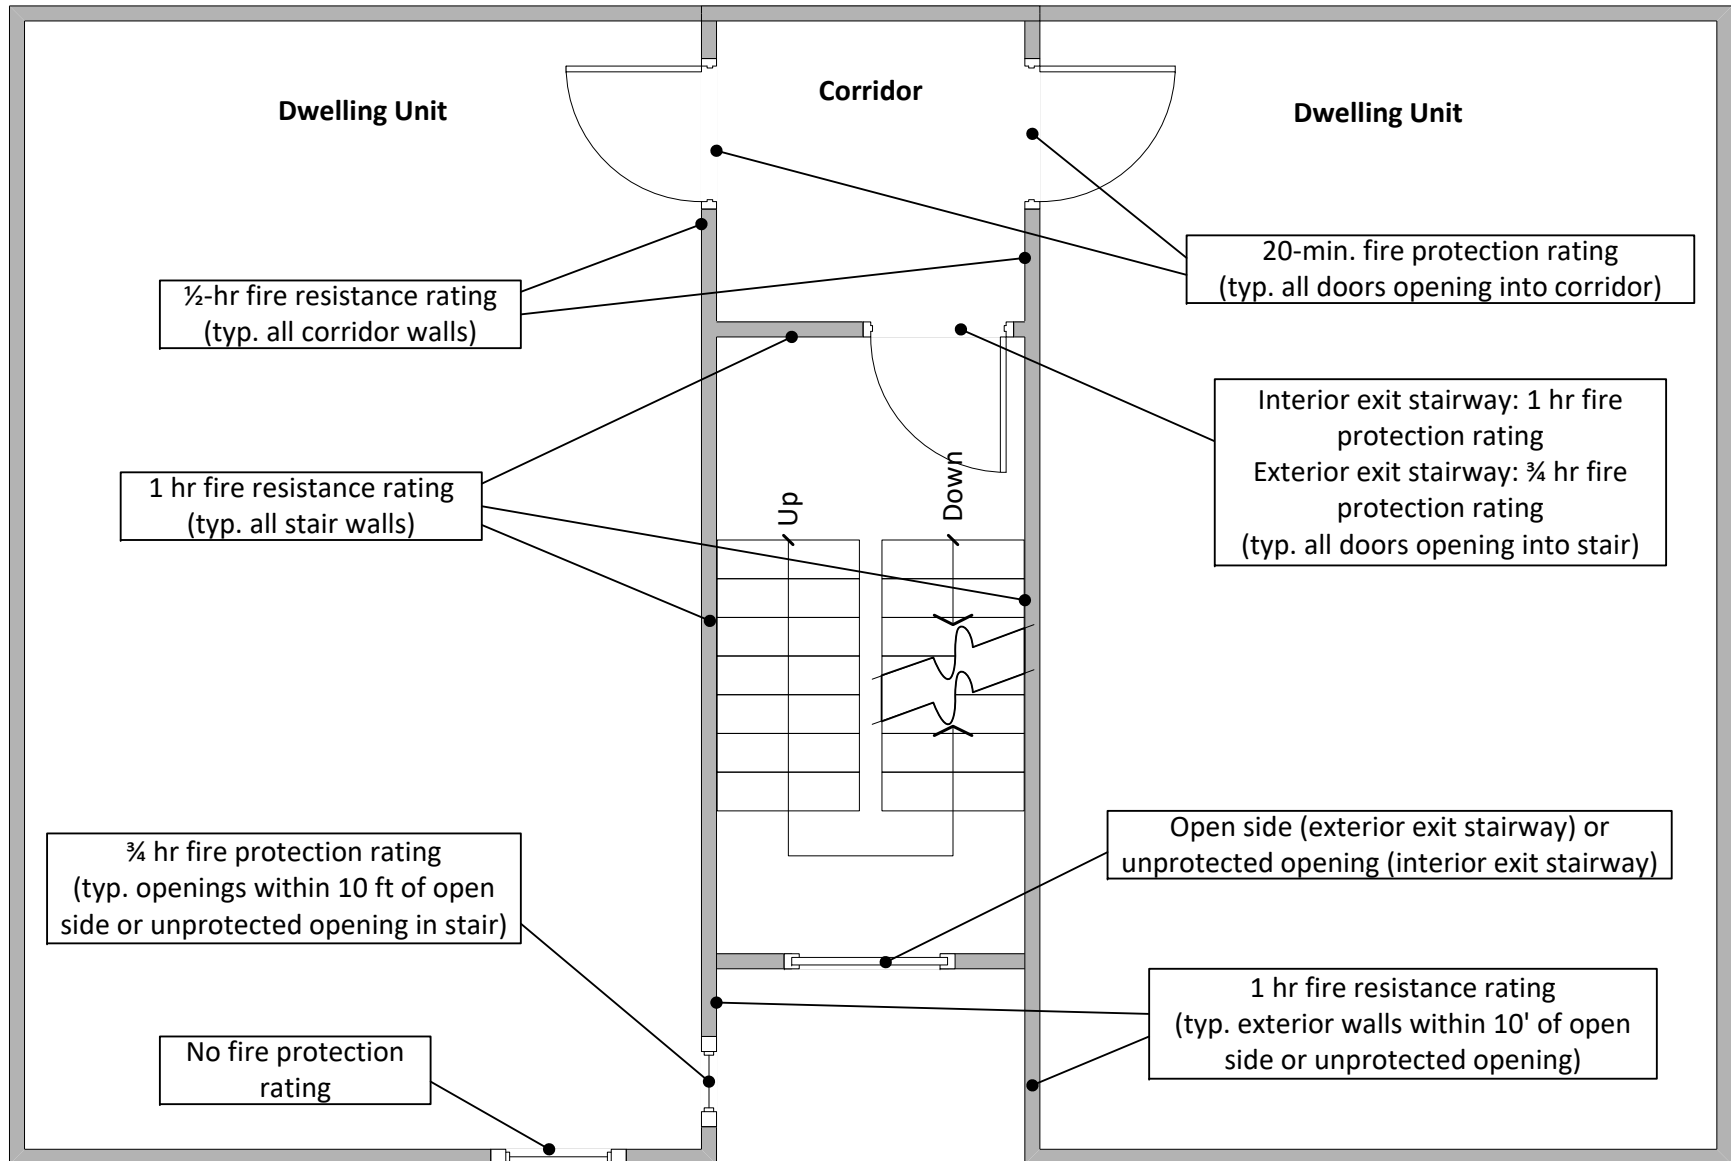 Dwelling Unit
Corridor
Dwelling Unit
½-hr fire resistance rating
(typ. all corridor walls)
20-min. fire protection rating
(typ. all doors opening into corridor)
1 hr fire resistance rating
(typ. all stair walls)
Interior exit stairway: 1 hr fire
protection rating
Exterior exit stairway: ¾ hr fire
protection rating
(typ. all doors opening into stair)
Up
Down
¾ hr fire protection rating
(typ. openings within 10 ft of open
side or unprotected opening in stair)
Open side (exterior exit stairway) or
unprotected opening (interior exit stairway)
No fire protection
rating
1 hr fire resistance rating
(typ. exterior walls within 10' of open
side or unprotected opening)